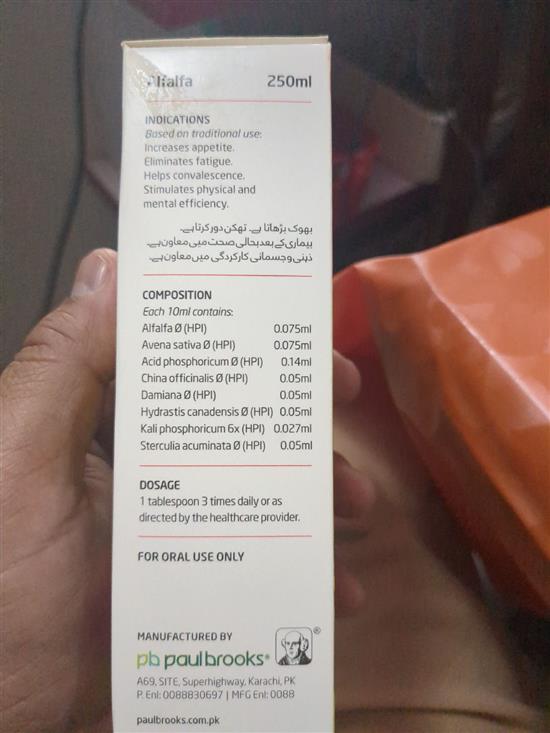 Alfalfa 250ml
INDICATIONS
Based on traditional use:
Increases appetite.
Eliminates fatigue.
Helps convalescence.
Stimulates physical and
mental efficiency.
بھوک بڑھاتا ہے۔ تھکن دور کرتا ہے۔
بیماری کے بعد بحالی صحت میں معاون ہے۔
ذہنی و جسمانی کارکردگی میں معاون ہے۔
COMPOSITION
Each 10ml contains:
Alfalfa Ø (HPI) 0.075ml
Avena sativa Ø (HPI) 0.075ml
Acid phosphoricum Ø (HPI) 0.14ml
China officinalis Ø (HPI) 0.05ml
Damiana Ø (HPI) 0.05ml
Hydrastis canadensis Ø (HPI) 0.05ml
Kali phosphoricum 6x (HPI) 0.027ml
Sterculia acuminata Ø (HPI) 0.05ml
DOSAGE
1 tablespoon 3 times daily or as
directed by the healthcare provider.
FOR ORAL USE ONLY
MANUFACTURED BY
pb paulbrooks® ®
A69, SITE, Superhighway, Karachi, PK
P. Enl: 0088830697 | MFG Enl: 0088
paulbrooks.com.pk